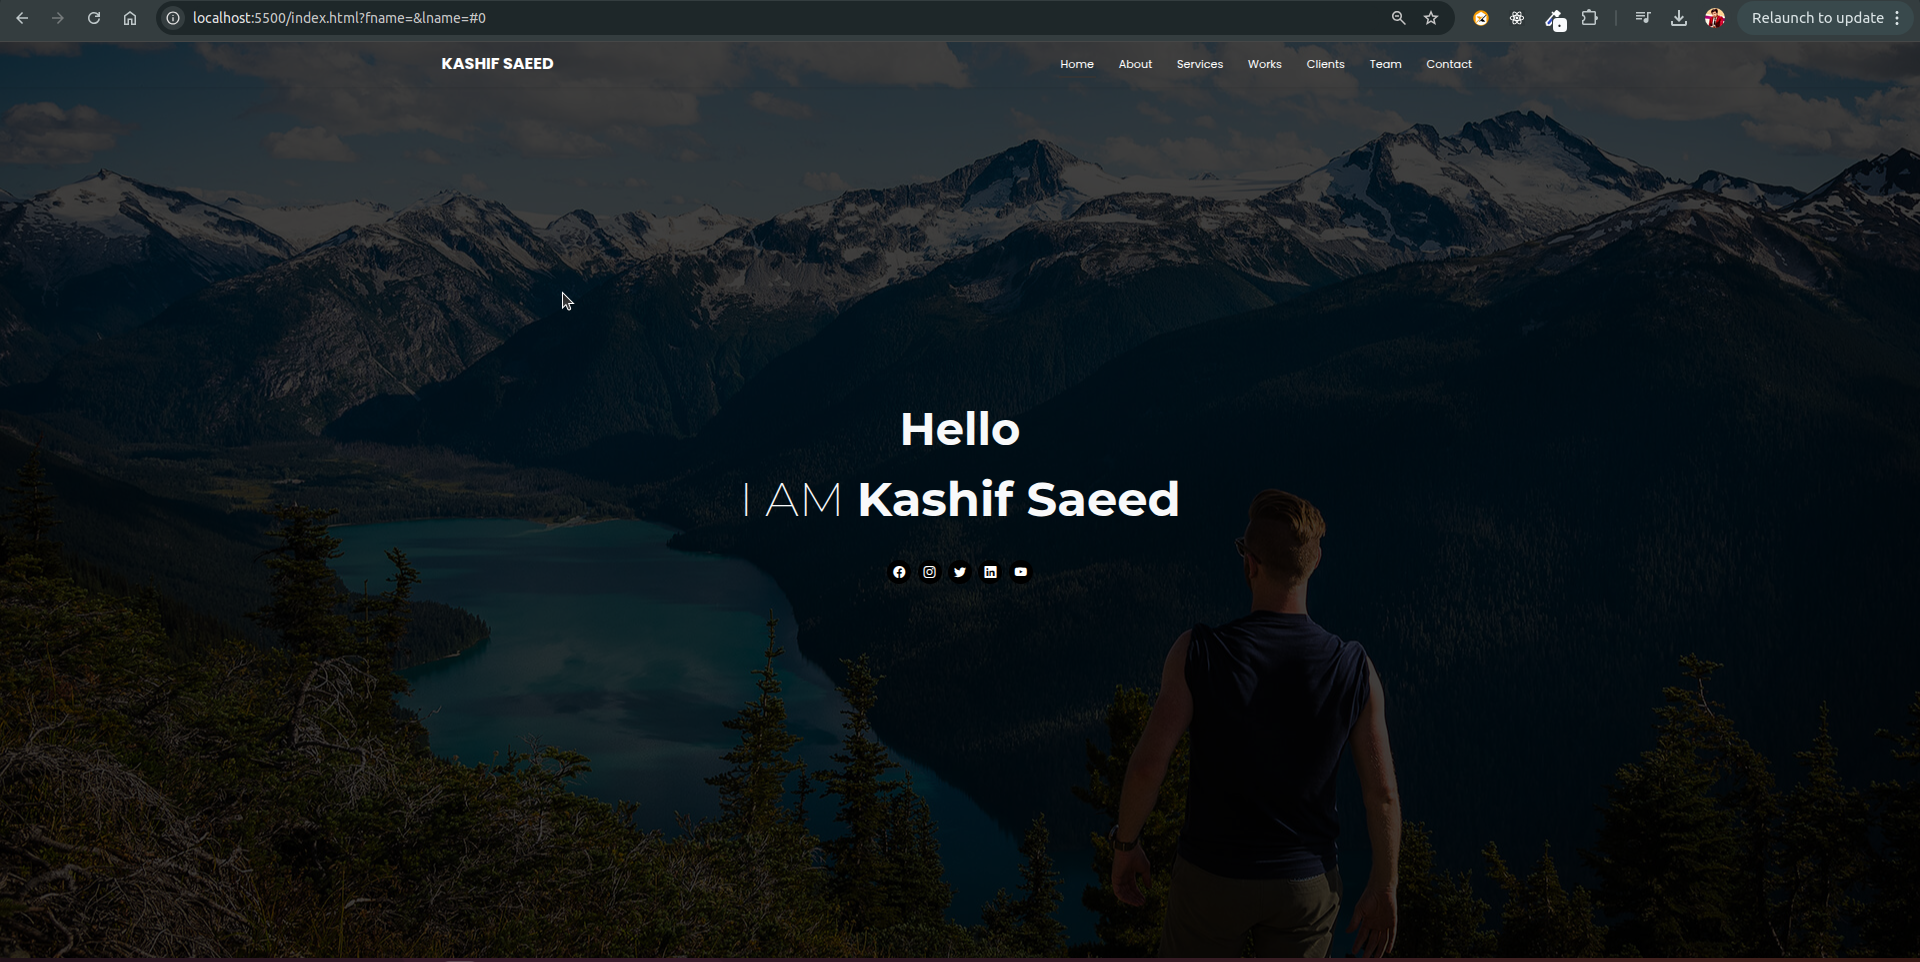 localhost:5500/index.html?fname=&lname=#0
Relaunch to update
KASHIF SAEED
Home About Services Works Clients Team Contact
Hello
I AM Kashif Saeed